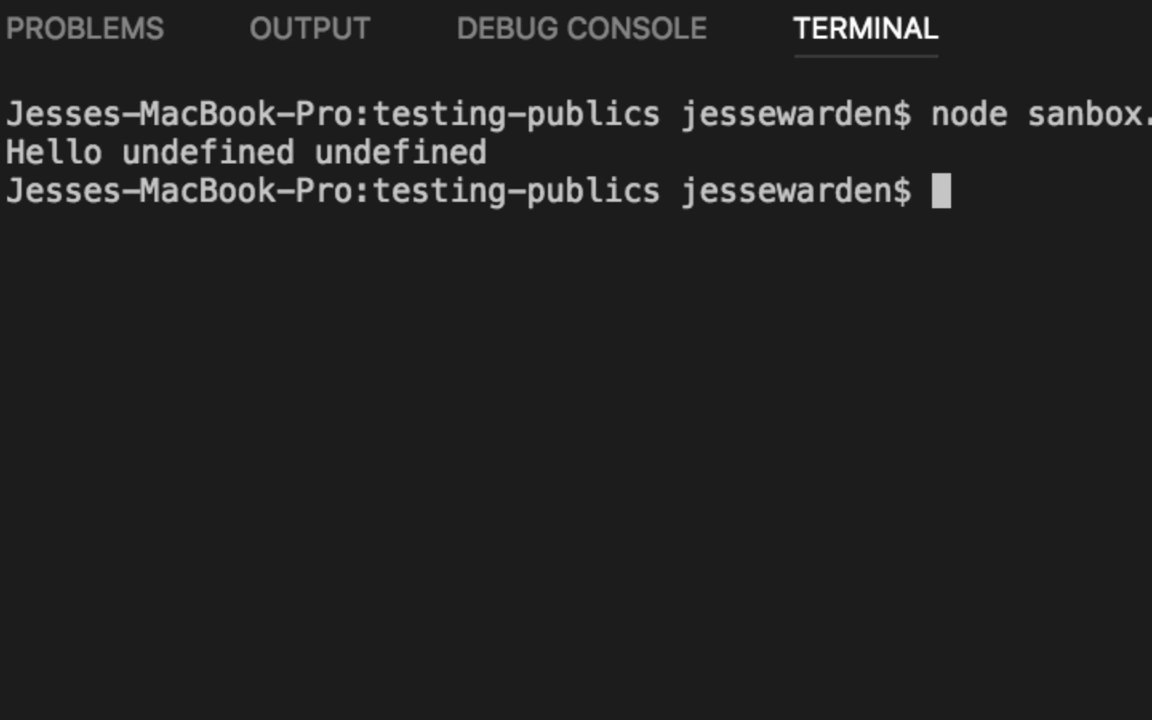 PROBLEMS OUTPUT DEBUG CONSOLE TERMINAL
Jesses-MacBook-Pro:testing-publics jessewarden$ node sanbox.
Hello undefined undefined
Jesses-MacBook-Pro:testing-publics jessewarden$